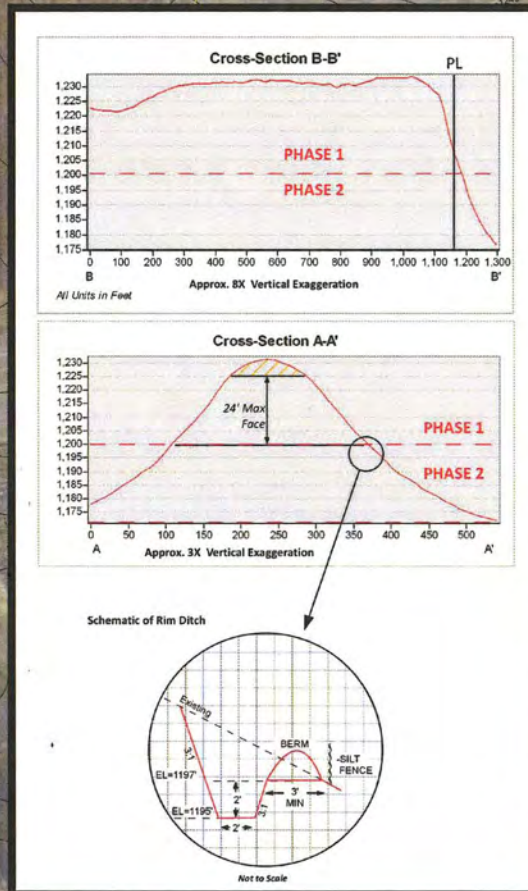 Cross-Section B-B'
PL
1,230
1,225
1,220
1,215
1,210
1,205
1,200
1,195
1,190
1,185
1,180
1,175
PHASE 1
PHASE 2
0 100 200 300 400 500 600 700 800 900 1,000 1,100 1,200 1,300
B B'
Approx. 8X Vertical Exaggeration
All Units in Feet
Cross-Section A-A'
1,230
1,225
1,220
1,215
1,210
1,205
1,200
1,195
1,190
1,185
1,180
1,175
24' Max
Face
PHASE 1
PHASE 2
0 50 100 150 200 250 300 350 400 450 500
A A'
Approx. 3X Vertical Exaggeration
Schematic of Rim Ditch
Existing
3:1
BERM
-SILT
FENCE
EL=1197'
2'
3'
MIN
EL=1195'
2'
3:1
Not to Scale